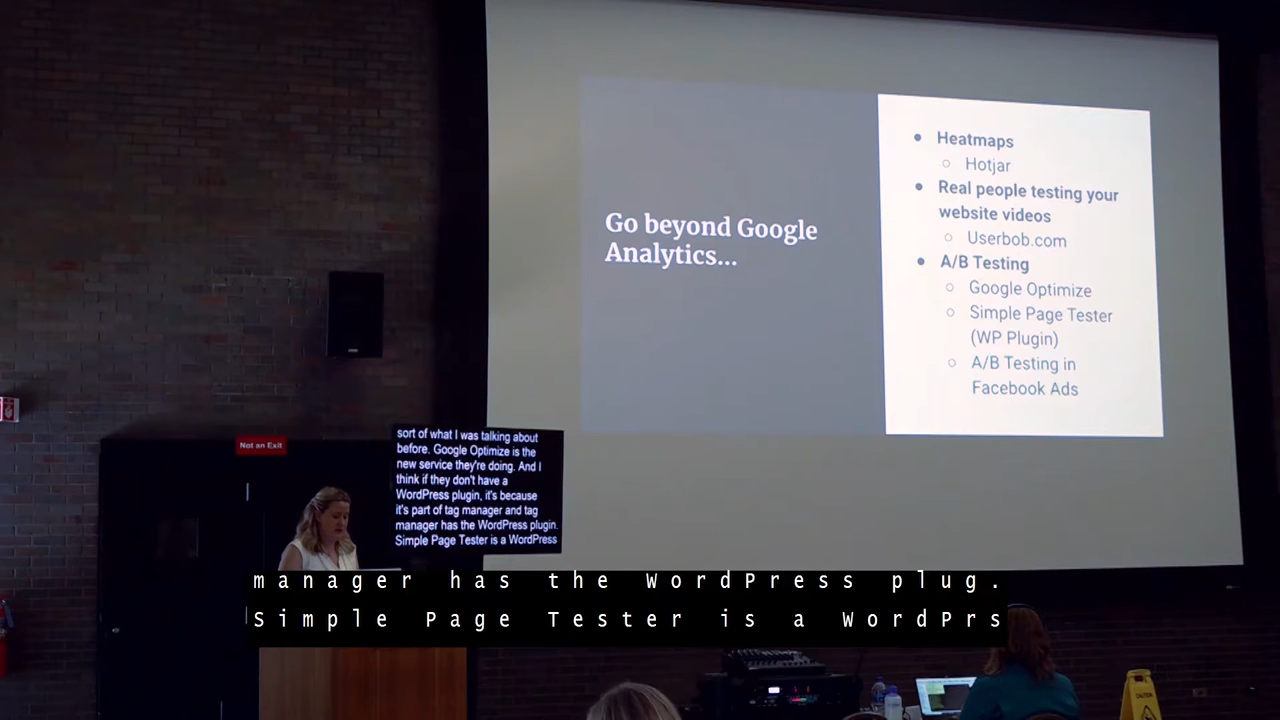 Go beyond Google
Analytics...
● Heatmaps
○ Hotjar
● Real people testing your
website videos
○ Userbob.com
● A/B Testing
○ Google Optimize
○ Simple Page Tester
(WP Plugin)
○ A/B Testing in
Facebook Ads
Not an Exit
sort of what I was talking about
before. Google Optimize is the
new service they're doing. And I
think if they don't have a
WordPress plugin, it's because
it's part of tag manager and tag
manager has the WordPress plugin.
Simple Page Tester is a WordPress
manager has the WordPress plug.
Simple Page Tester is a WordPrs
CAUTION